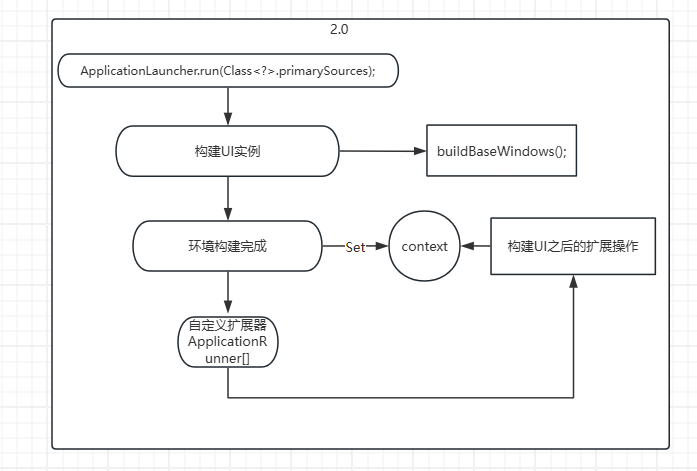 2.0
ApplicationLauncher.run(Class<?>.primarySources);
构建UI实例
buildBaseWindows();
环境构建完成
Set
context
构建UI之后的扩展操作
自定义扩展器
ApplicationR
unner[]